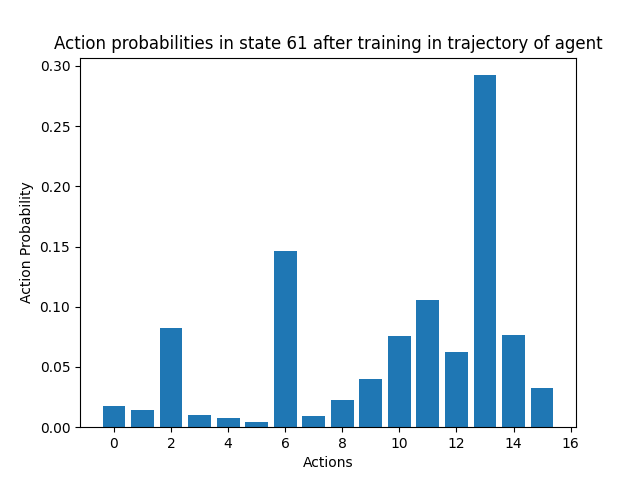 Action probabilities in state 61 after training in trajectory of agent
0.30
0.25
0.20
0.15
0.10
0.05
0.00
Action Probability
0 2 4 6 8 10 12 14 16
Actions